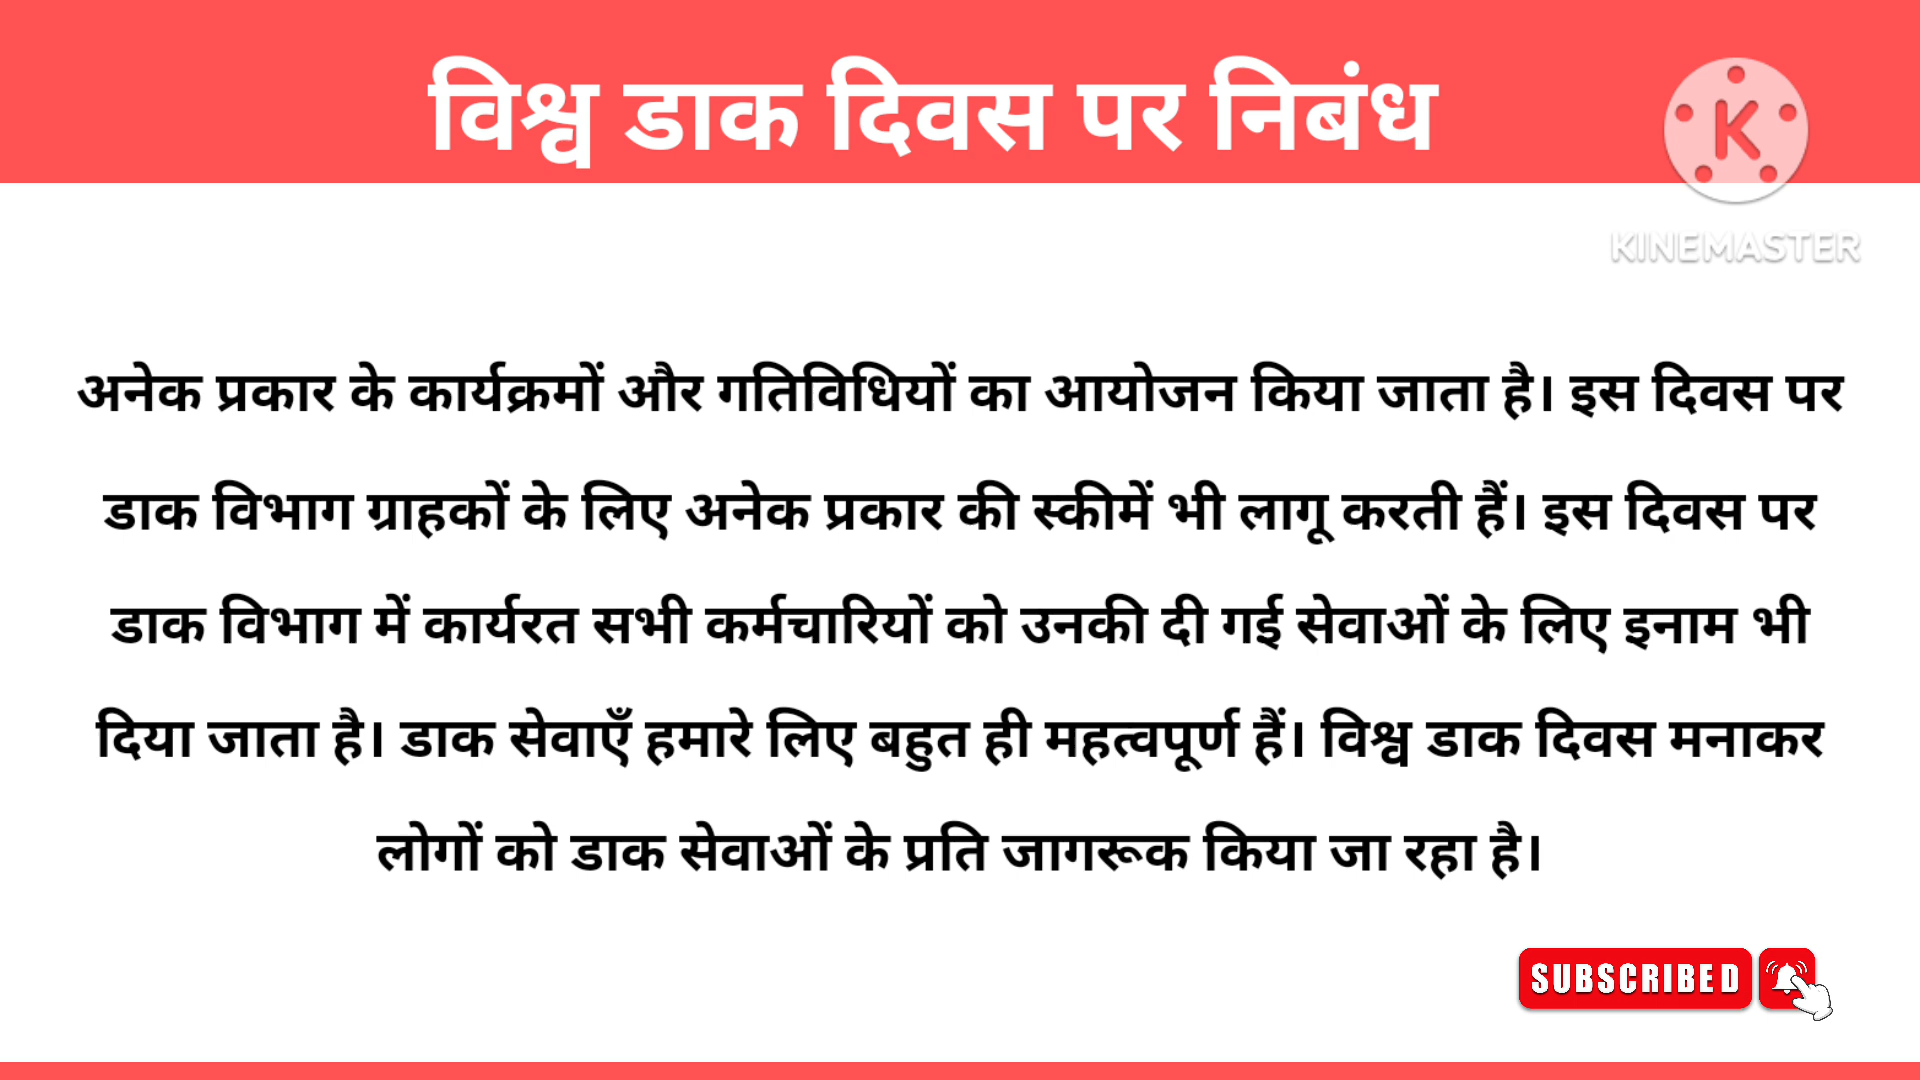 विश्व डाक दिवस पर निबंध
K
KINEMASTER
अनेक प्रकार के कार्यक्रमों और गतिविधियों का आयोजन किया जाता है। इस दिवस पर
डाक विभाग ग्राहकों के लिए अनेक प्रकार की स्कीमें भी लागू करती हैं। इस दिवस पर
डाक विभाग में कार्यरत सभी कर्मचारियों को उनकी दी गई सेवाओं के लिए इनाम भी
दिया जाता है। डाक सेवाएँ हमारे लिए बहुत ही महत्वपूर्ण हैं। विश्व डाक दिवस मनाकर
लोगों को डाक सेवाओं के प्रति जागरूक किया जा रहा है।
SUBSCRIBED